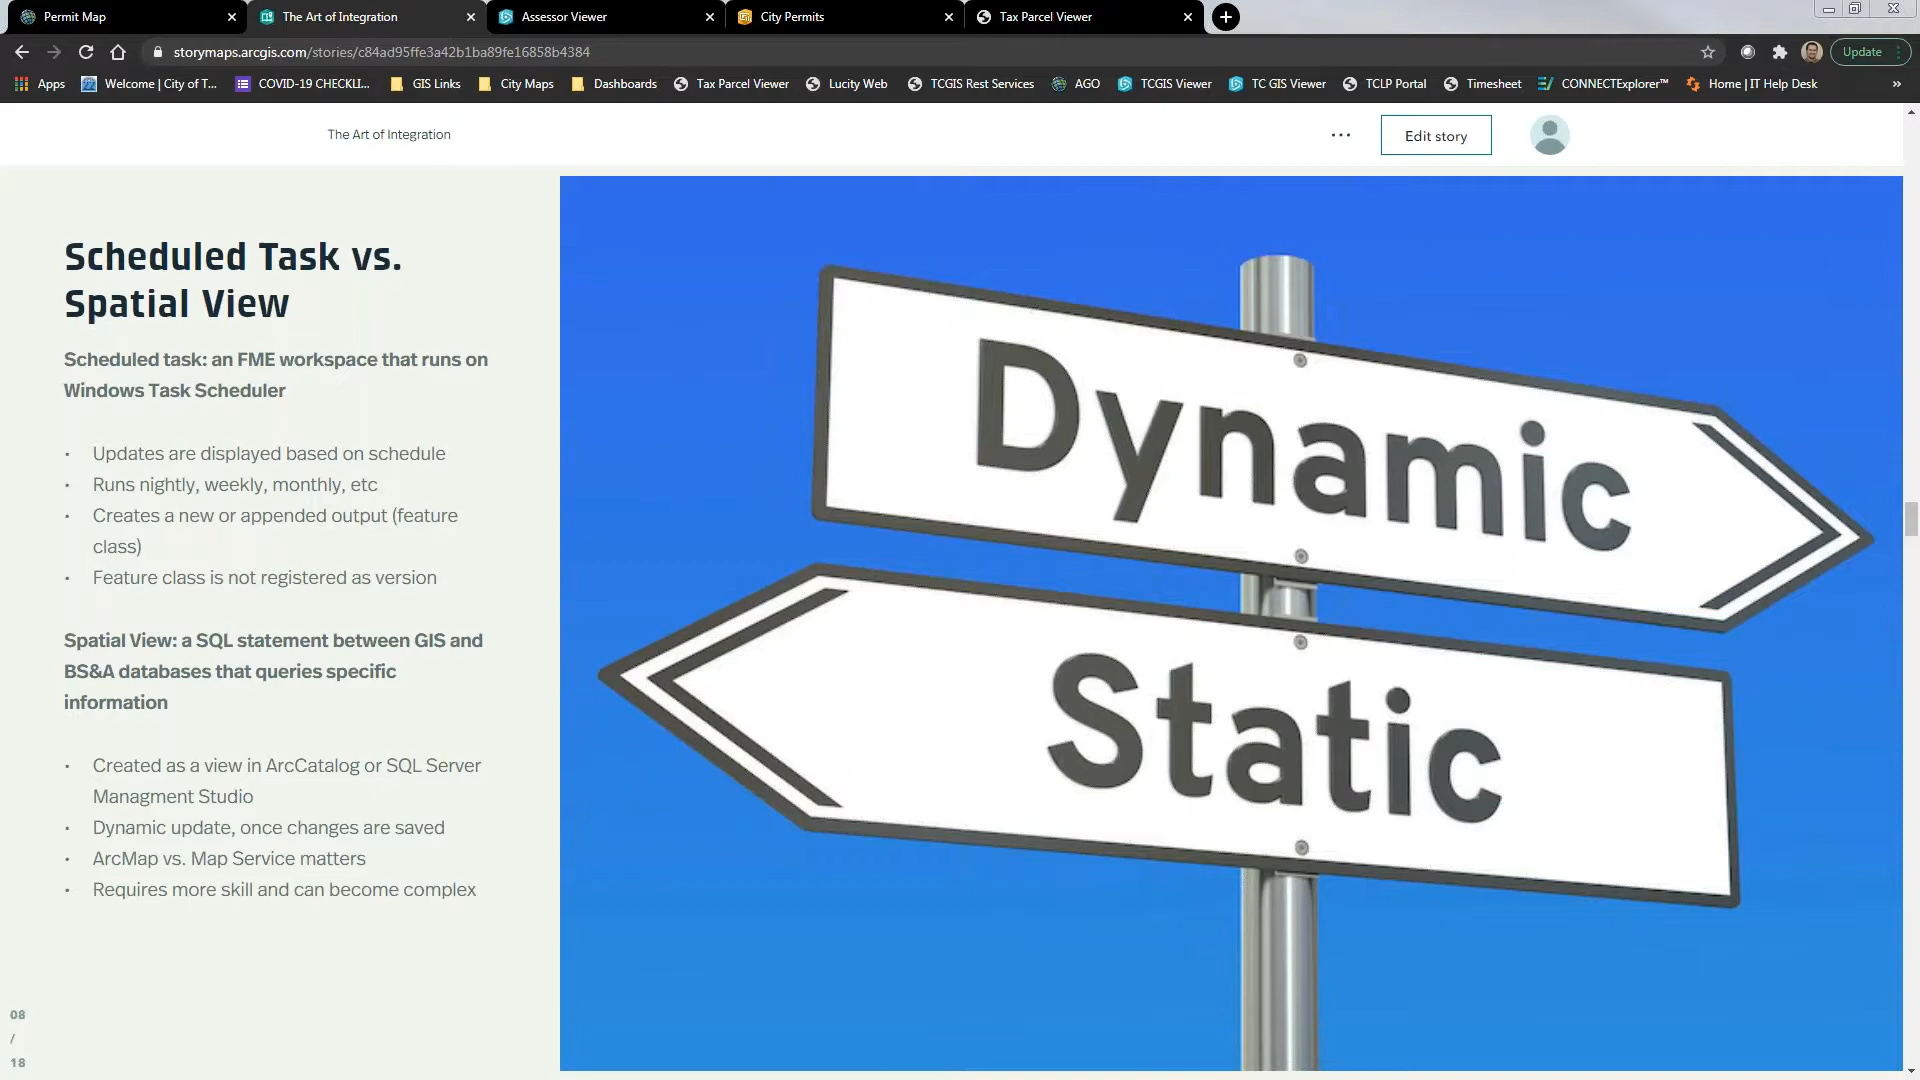 Permit Map
The Art of Integration
Assessor Viewer
City Permits
Tax Parcel Viewer
storymaps.arcgis.com/stories/c84ad95ffe3a42b1ba89fe16858b4384
Update
Apps
Welcome | City of T...
COVID-19 CHECKLI...
GIS Links
City Maps
Dashboards
Tax Parcel Viewer
Lucity Web
TCGIS Rest Services
AGO
TCGIS Viewer
TC GIS Viewer
TCLP Portal
Timesheet
CONNECTExplorer™
Home | IT Help Desk
»
The Art of Integration
...
Edit story
Scheduled Task vs.
Spatial View
Scheduled task: an FME workspace that runs on
Windows Task Scheduler
• Updates are displayed based on schedule
• Runs nightly, weekly, monthly, etc
• Creates a new or appended output (feature
class)
• Feature class is not registered as version
Spatial View: a SQL statement between GIS and
BS&A databases that queries specific
information
• Created as a view in ArcCatalog or SQL Server
Managment Studio
• Dynamic update, once changes are saved
• ArcMap vs. Map Service matters
• Requires more skill and can become complex
08
/
18
Dynamic
Static